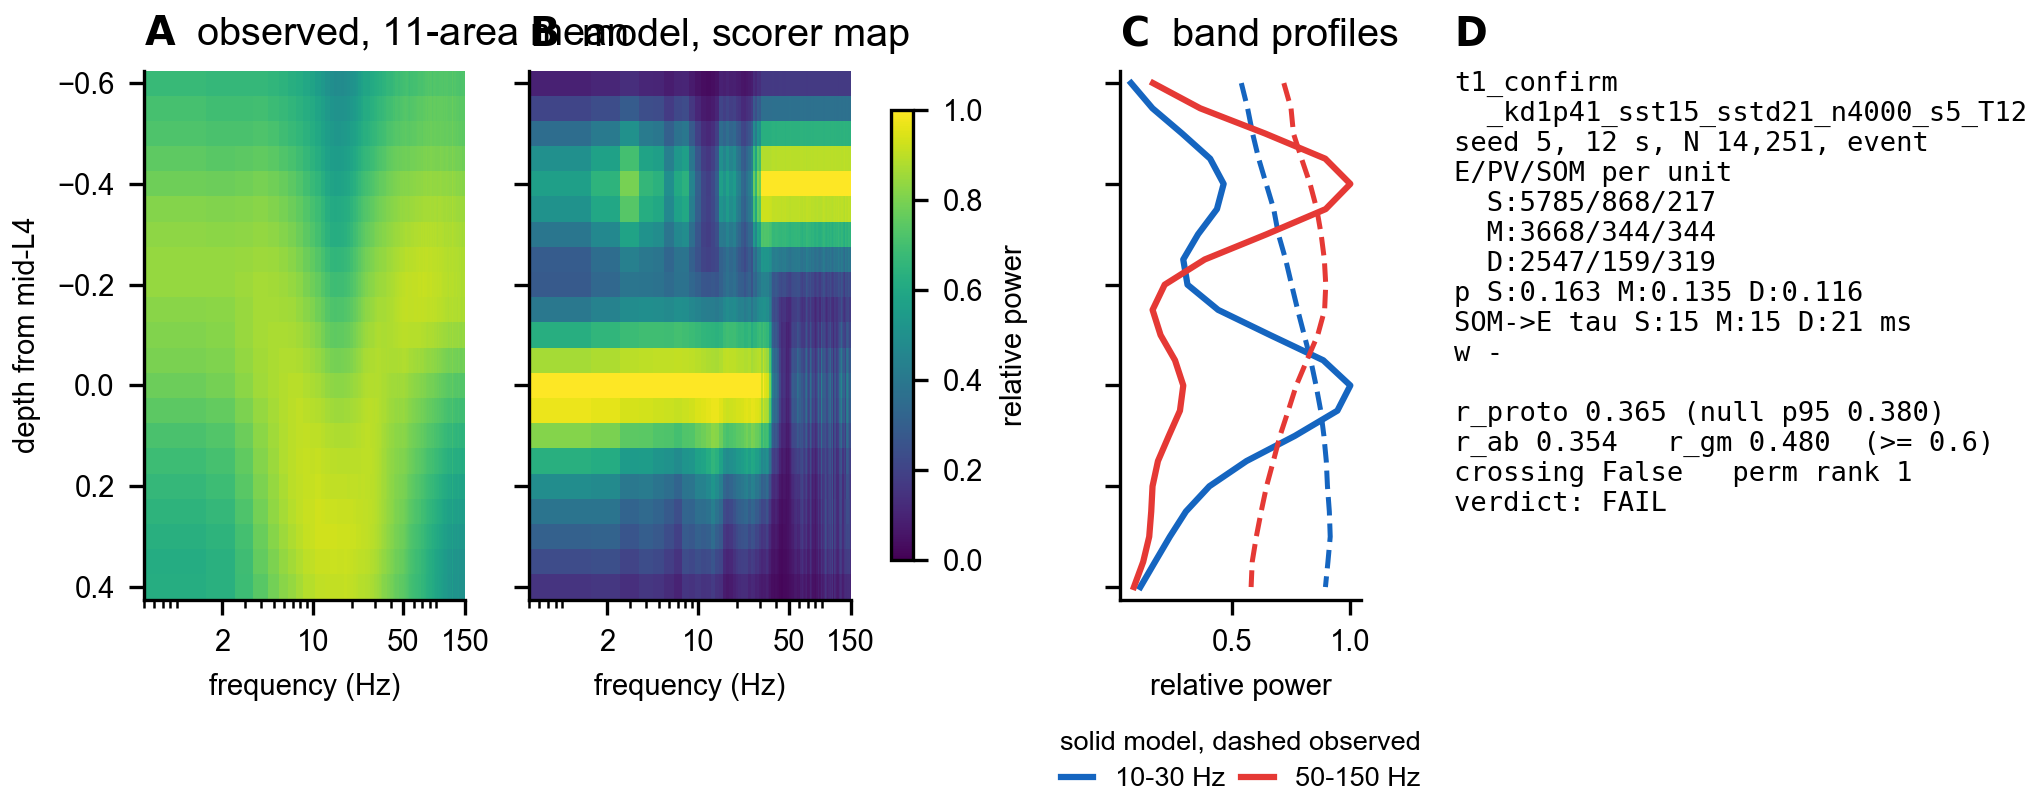 A observed, 11-area mean
B model, scorer map
C band profiles
D
−0.6
−0.4
−0.2
0.0
0.2
0.4
depth from mid-L4
2 10 50 150
frequency (Hz)
2 10 50 150
frequency (Hz)
1.0
0.8
0.6
0.4
0.2
0.0
relative power
0.5 1.0
relative power
solid model, dashed observed
10-30 Hz 50-150 Hz
t1_confirm
_kd1p41_sst15_sstd21_n4000_s5_T12
seed 5, 12 s, N 14,251, event
E/PV/SOM per unit
S:5785/868/217
M:3668/344/344
D:2547/159/319
p S:0.163 M:0.135 D:0.116
SOM->E tau S:15 M:15 D:21 ms
w -
r_proto 0.365 (null p95 0.380)
r_ab 0.354 r_gm 0.480 (>= 0.6)
crossing False perm rank 1
verdict: FAIL